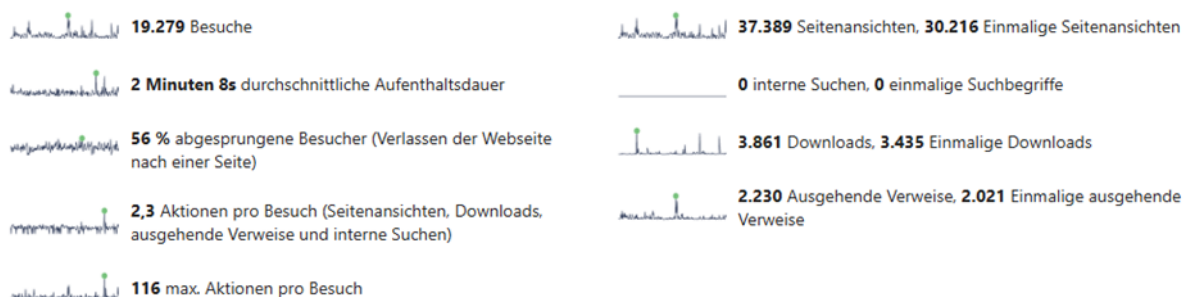 19.279 Besuche
2 Minuten 8s durchschnittliche Aufenthaltsdauer
56 % abgesprungene Besucher (Verlassen der Webseite
nach einer Seite)
2,3 Aktionen pro Besuch (Seitenansichten, Downloads,
ausgehende Verweise und interne Suchen)
116 max. Aktionen pro Besuch
37.389 Seitenansichten, 30.216 Einmalige Seitenansichten
0 interne Suchen, 0 einmalige Suchbegriffe
3.861 Downloads, 3.435 Einmalige Downloads
2.230 Ausgehende Verweise, 2.021 Einmalige ausgehende
Verweise